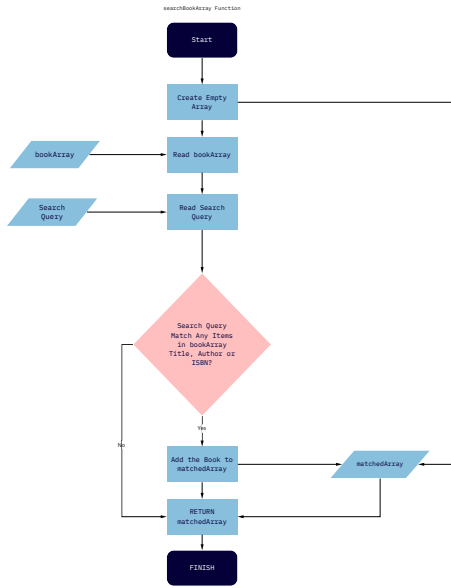 searchBookArray Function
Start
Create Empty
Array
bookArray
Read bookArray
Search
Query
Read Search
Query
Search Query
Match Any Items
in bookArray
Title, Author or
ISBN?
Yes
No
Add the Book to
matchedArray
matchedArray
RETURN
matchedArray
FINISH